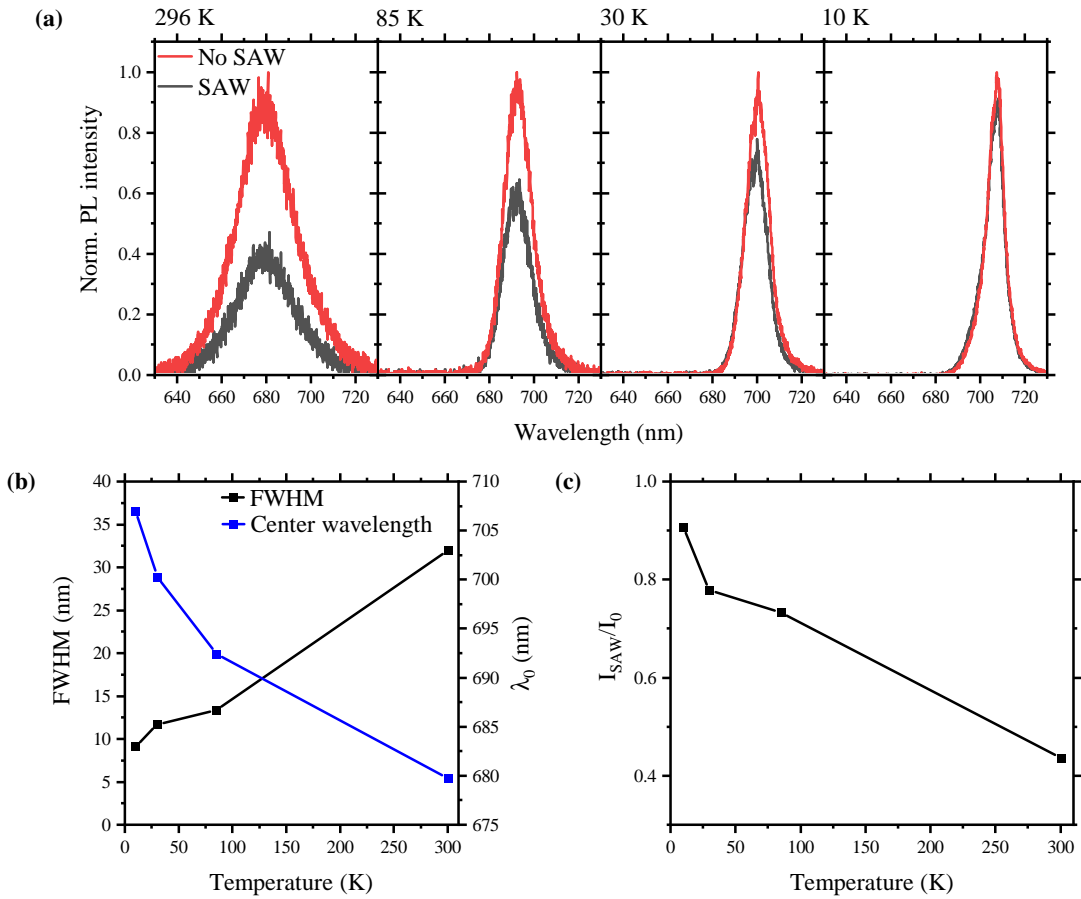 (a)
296 K 85 K 30 K 10 K
No SAW
SAW
Norm. PL intensity
1.0
0.8
0.6
0.4
0.2
0.0
640 660 680 700 720 640 660 680 700 720 640 660 680 700 720 640 660 680 700 720
Wavelength (nm)
(b)
FWHM
Center wavelength
FWHM (nm)
40
35
30
25
20
15
10
5
0
λ0 (nm)
710
705
700
695
690
685
680
675
0 50 100 150 200 250 300
Temperature (K)
(c)
ISAW/I0
1.0
0.8
0.6
0.4
0 50 100 150 200 250 300
Temperature (K)